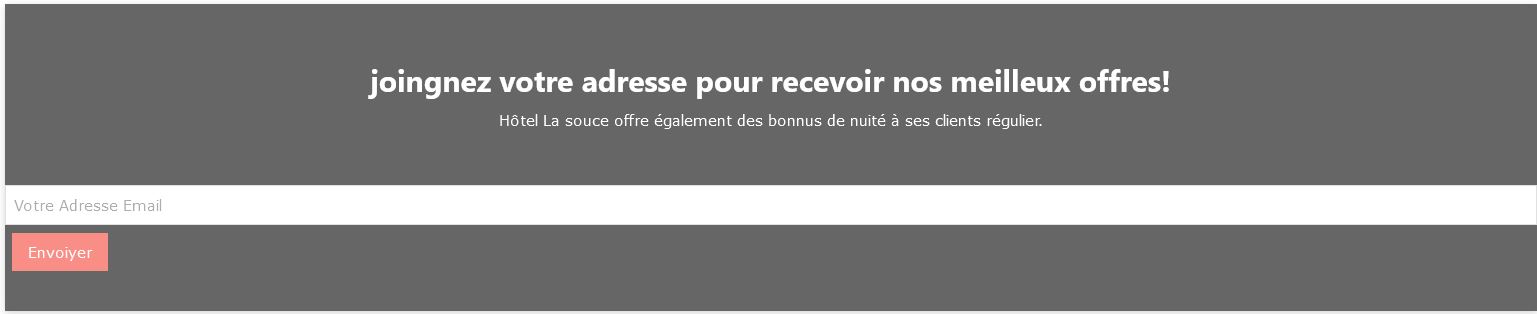 joingnez votre adresse pour recevoir nos meilleux offres!
Hôtel La souce offre également des bonnus de nuité à ses clients régulier.
Votre Adresse Email
Envoiyer